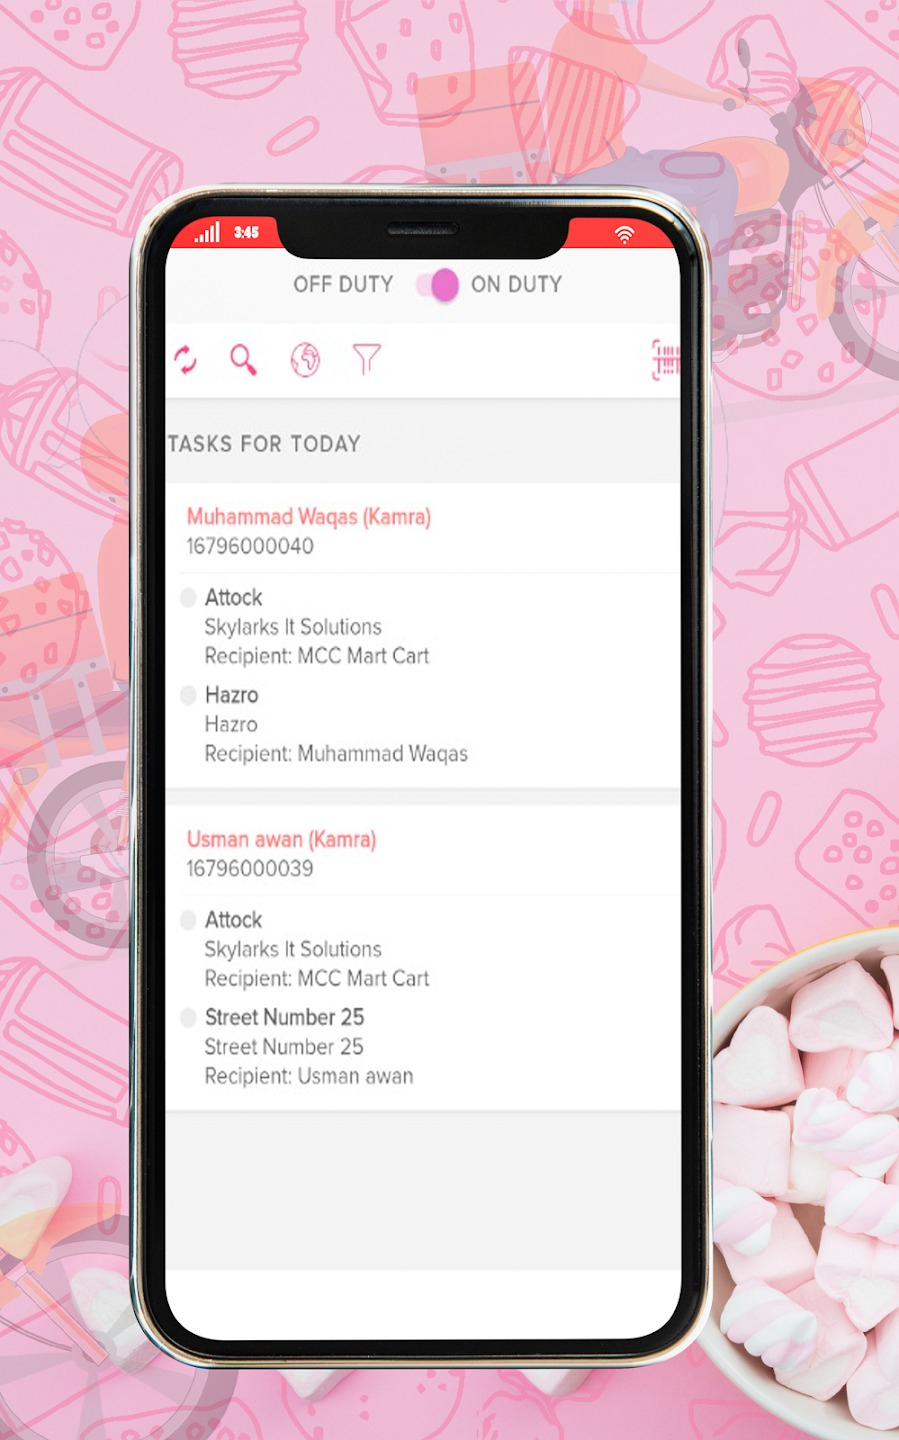 3:45
OFF DUTY ON DUTY
TASKS FOR TODAY
Muhammad Waqas (Kamra)
16796000040
Attock
Skylarks It Solutions
Recipient: MCC Mart Cart
Hazro
Hazro
Recipient: Muhammad Waqas
Usman awan (Kamra)
16796000039
Attock
Skylarks It Solutions
Recipient: MCC Mart Cart
Street Number 25
Street Number 25
Recipient: Usman awan